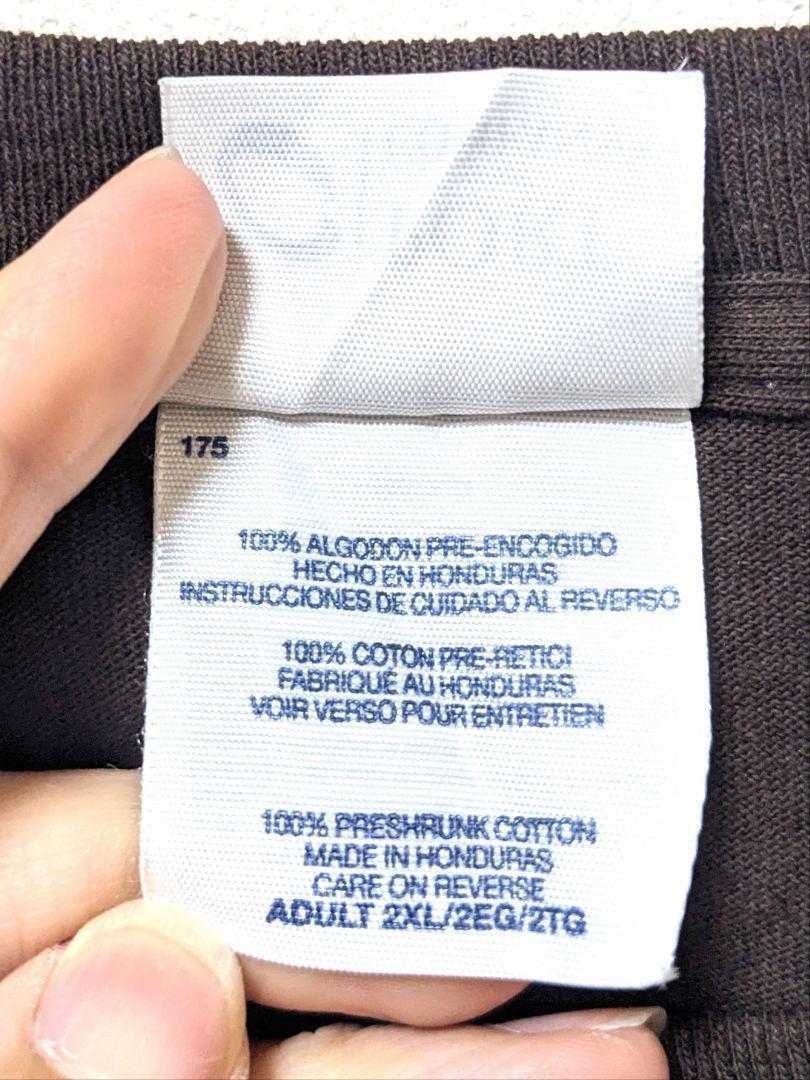 175
100% ALGODON PRE-ENCOGIDO
HECHO EN HONDURAS
INSTRUCCIONES DE CUIDADO AL REVERSO
100% COTON PRE-RETICI
FABRIQUÉ AU HONDURAS
VOIR VERSO POUR ENTRETIEN
100% PRESHRUNK COTTON
MADE IN HONDURAS
CARE ON REVERSE
ADULT 2XL/2EG/2TG